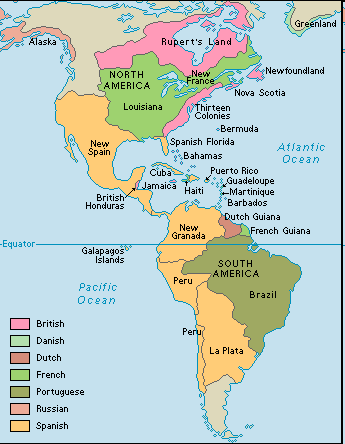 Greenland
Alaska
Rupert's Land
NORTH
AMERICA
New
France
Newfoundland
Nova Scotia
Louisiana
Thirteen
Colonies
Bermuda
Spanish Florida
Bahamas
Atlantic
Ocean
New
Spain
Cuba
Puerto Rico
Guadeloupe
Jamaica
Haiti
Martinique
British
Honduras
Barbados
Dutch Guiana
New
Granada
French Guiana
Equator
Galapagos
Islands
SOUTH
AMERICA
Peru
Brazil
Pacific
Ocean
Peru
La Plata
British
Danish
Dutch
French
Portuguese
Russian
Spanish